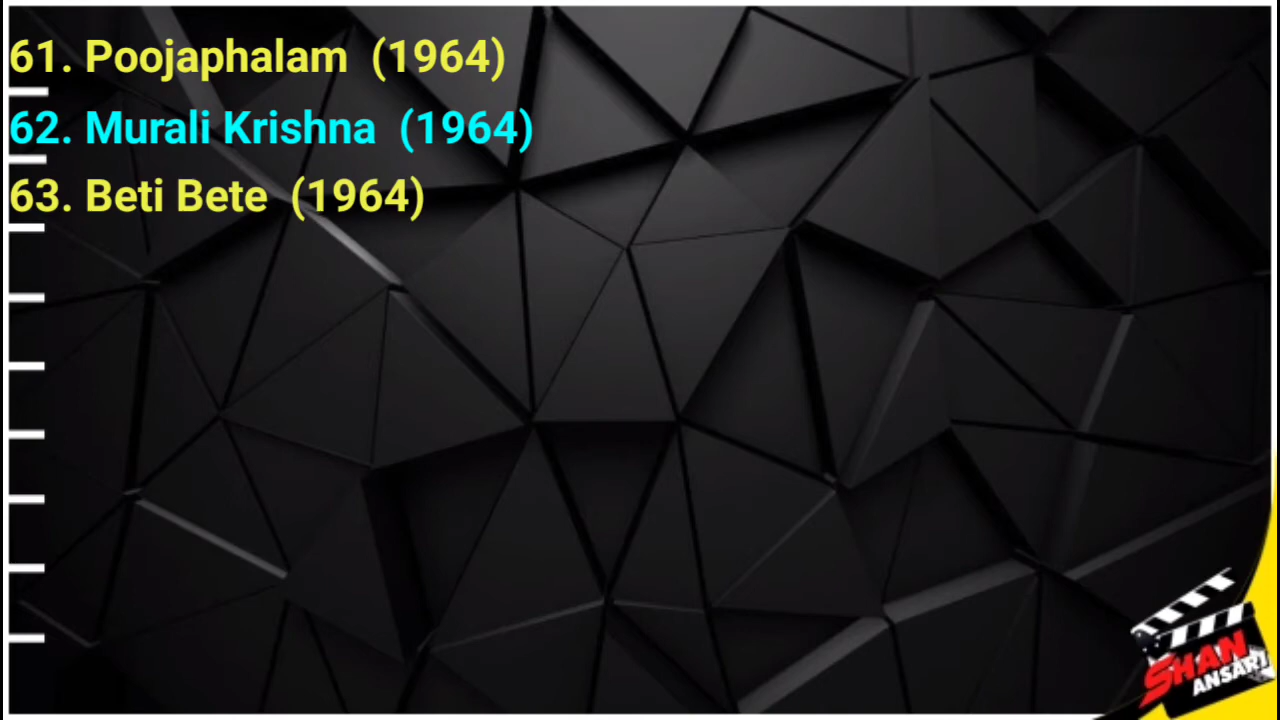 61. Poojaphalam (1964)
62. Murali Krishna (1964)
63. Beti Bete (1964)
SHAN
ANSARI